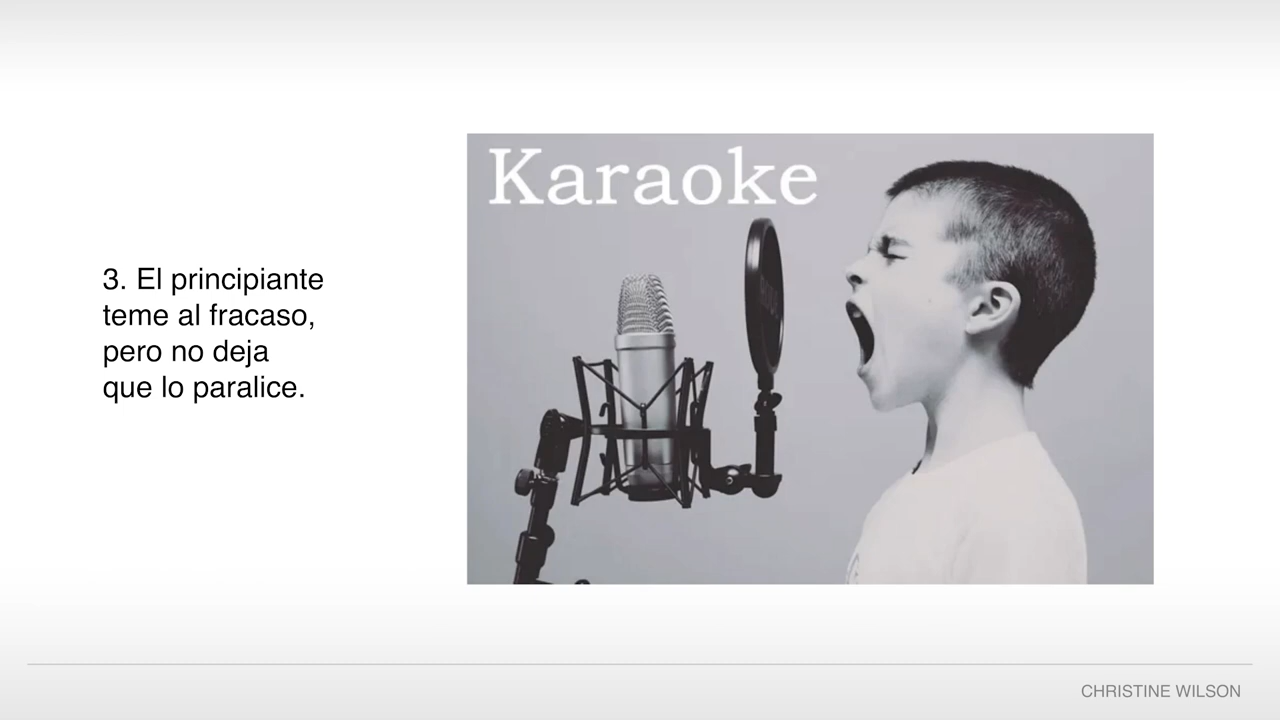 Karaoke
3. El principiante
teme al fracaso,
pero no deja
que lo paralice.
CHRISTINE WILSON